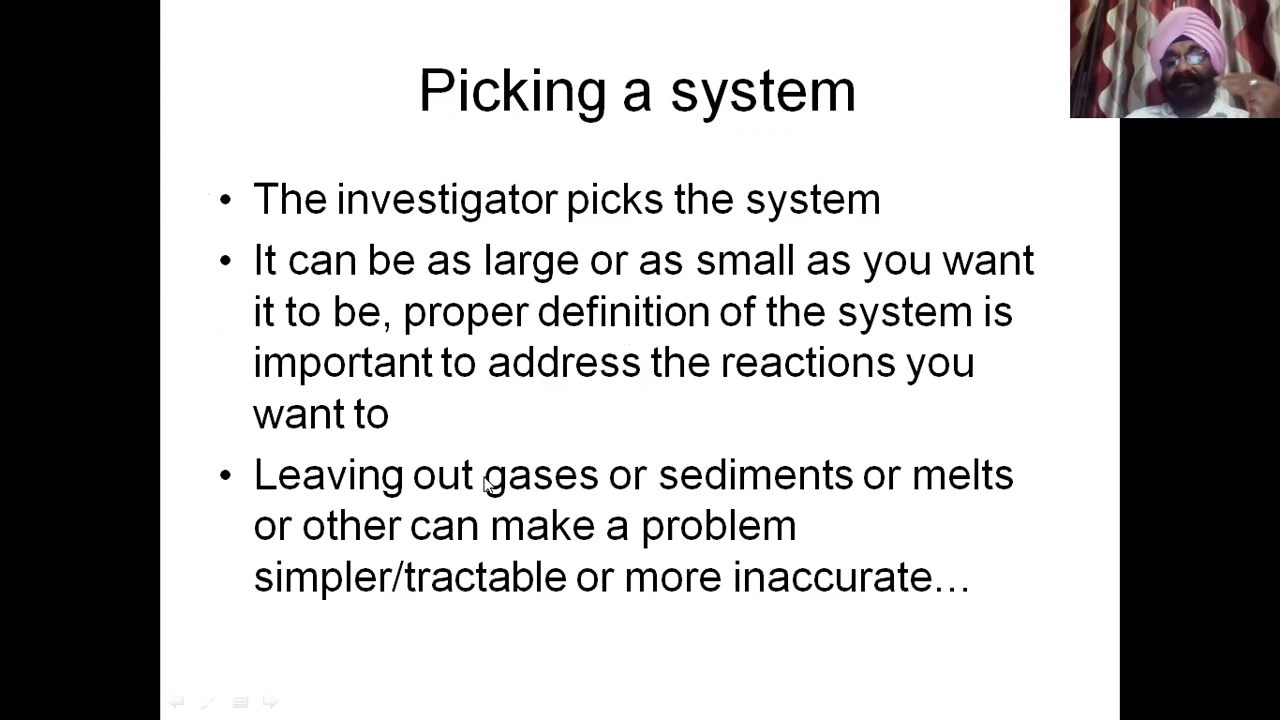 Picking a system
• The investigator picks the system
• It can be as large or as small as you want
it to be, proper definition of the system is
important to address the reactions you
want to
• Leaving out gases or sediments or melts
or other can make a problem
simpler/tractable or more inaccurate…